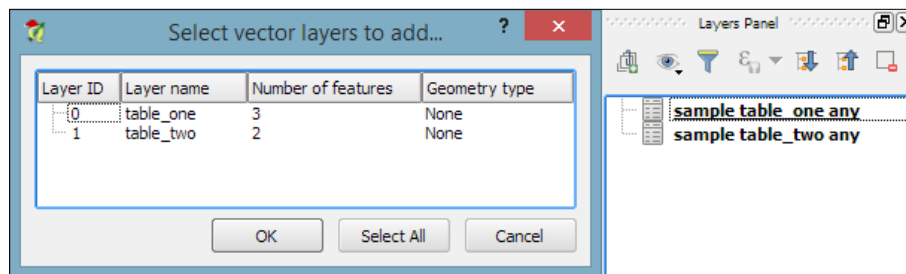 Select vector layers to add...
Layer ID Layer name Number of features Geometry type
0 table_one 3 None
1 table_two 2 None
OK Select All Cancel
Layers Panel
sample table_one any
sample table_two any